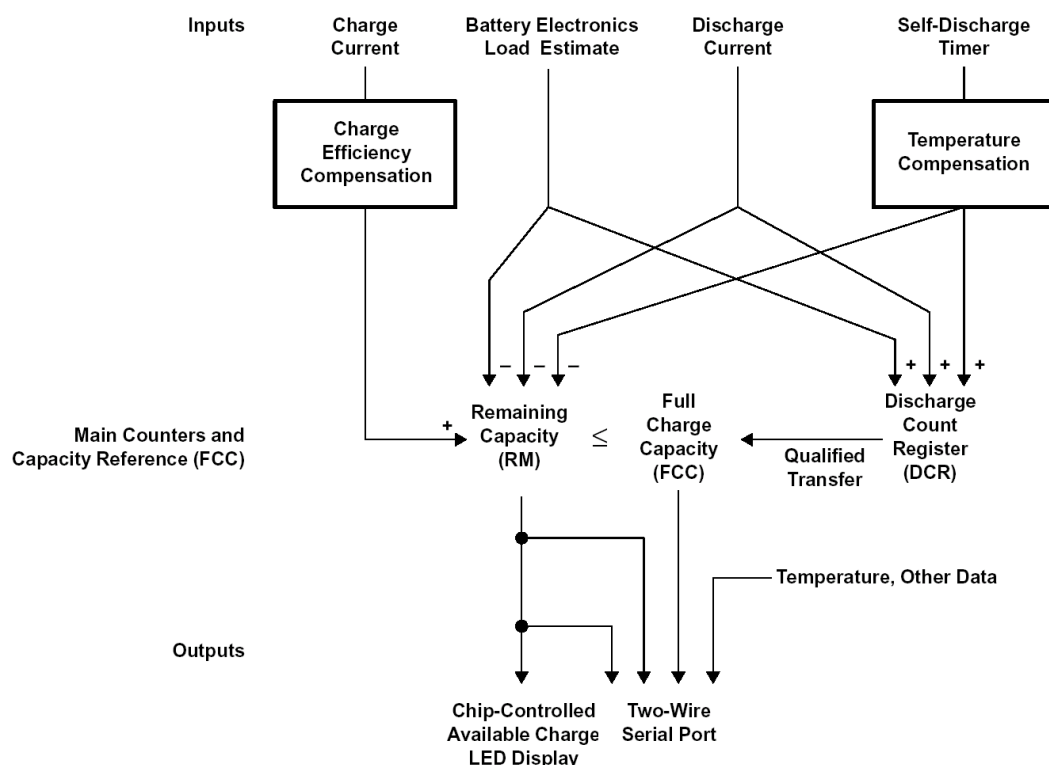 Inputs
Charge
Current
Battery Electronics
Load Estimate
Discharge
Current
Self-Discharge
Timer
Charge
Efficiency
Compensation
Temperature
Compensation
– – –
+ + +
Main Counters and
Capacity Reference (FCC)
+
Remaining
Capacity
(RM)
≤
Full
Charge
Capacity
(FCC)
Qualified
Transfer
Discharge
Count
Register
(DCR)
Temperature, Other Data
Outputs
Chip-Controlled
Available Charge
LED Display
Two-Wire
Serial Port